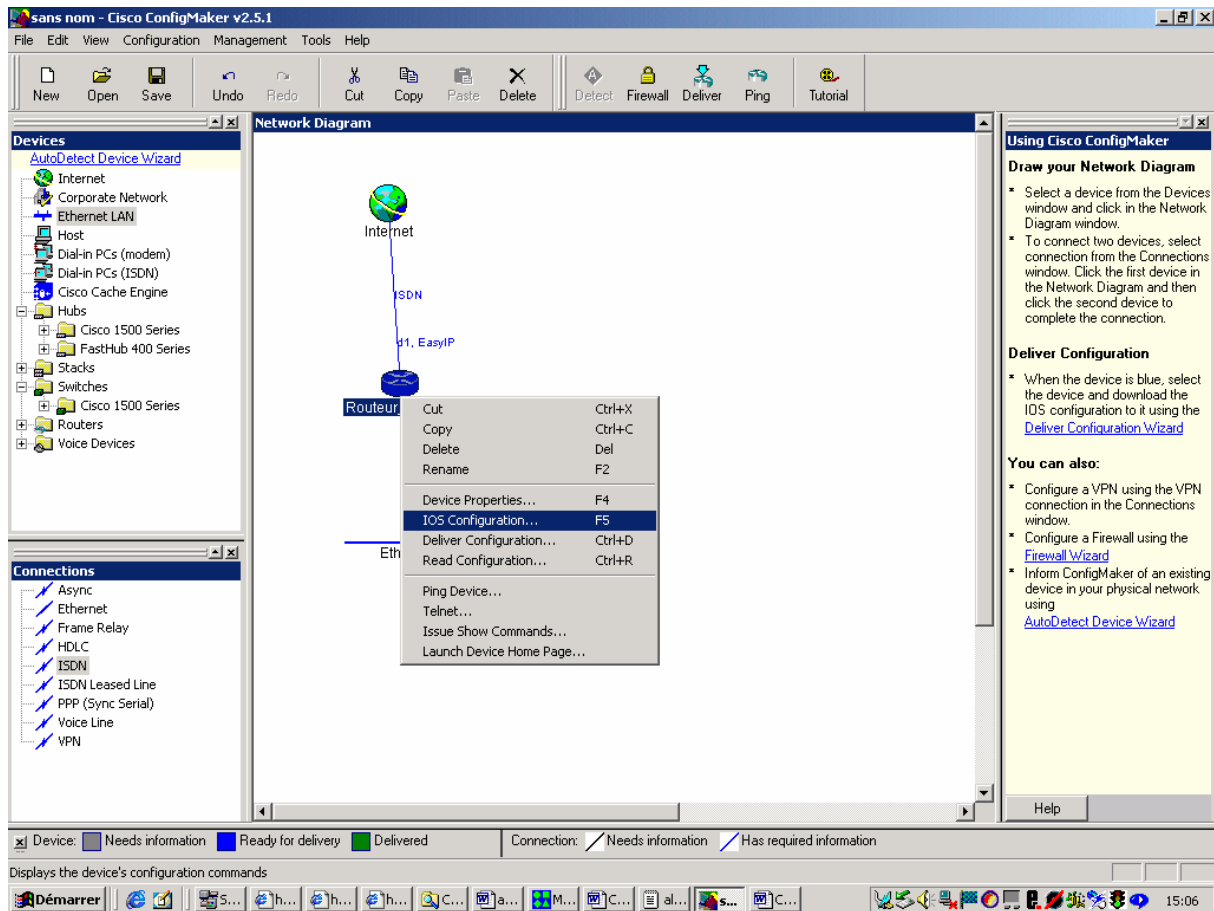 sans nom - Cisco ConfigMaker v2.5.1
File Edit View Configuration Management Tools Help
New Open Save Undo Redo Cut Copy Paste Delete Detect Firewall Deliver Ping Tutorial
Devices
AutoDetect Device Wizard
Internet
Corporate Network
Ethernet LAN
Host
Dial-in PCs (modem)
Dial-in PCs (ISDN)
Cisco Cache Engine
Hubs
Cisco 1500 Series
FastHub 400 Series
Stacks
Switches
Cisco 1500 Series
Routers
Voice Devices
Connections
Async
Ethernet
Frame Relay
HDLC
ISDN
ISDN Leased Line
PPP (Sync Serial)
Voice Line
VPN
Network Diagram
Internet
ISDN
d1, EasyIP
Routeur
Eth
Cut Ctrl+X
Copy Ctrl+C
Delete Del
Rename F2
Device Properties... F4
IOS Configuration... F5
Deliver Configuration... Ctrl+D
Read Configuration... Ctrl+R
Ping Device...
Telnet...
Issue Show Commands...
Launch Device Home Page...
Using Cisco ConfigMaker
Draw your Network Diagram
* Select a device from the Devices
window and click in the Network
Diagram window.
* To connect two devices, select
connection from the Connections
window. Click the first device in
the Network Diagram and then
click the second device to
complete the connection.
Deliver Configuration
* When the device is blue, select
the device and download the
IOS configuration to it using the
Deliver Configuration Wizard
You can also:
* Configure a VPN using the VPN
connection in the Connections
window.
* Configure a Firewall using the
Firewall Wizard
* Inform ConfigMaker of an existing
device in your physical network
using
AutoDetect Device Wizard
Help
Device: Needs information Ready for delivery Delivered Connection: Needs information Has required information
Displays the device's configuration commands
Démarrer S... h... h... h... C... a... M... C... al... s... C... 15:06